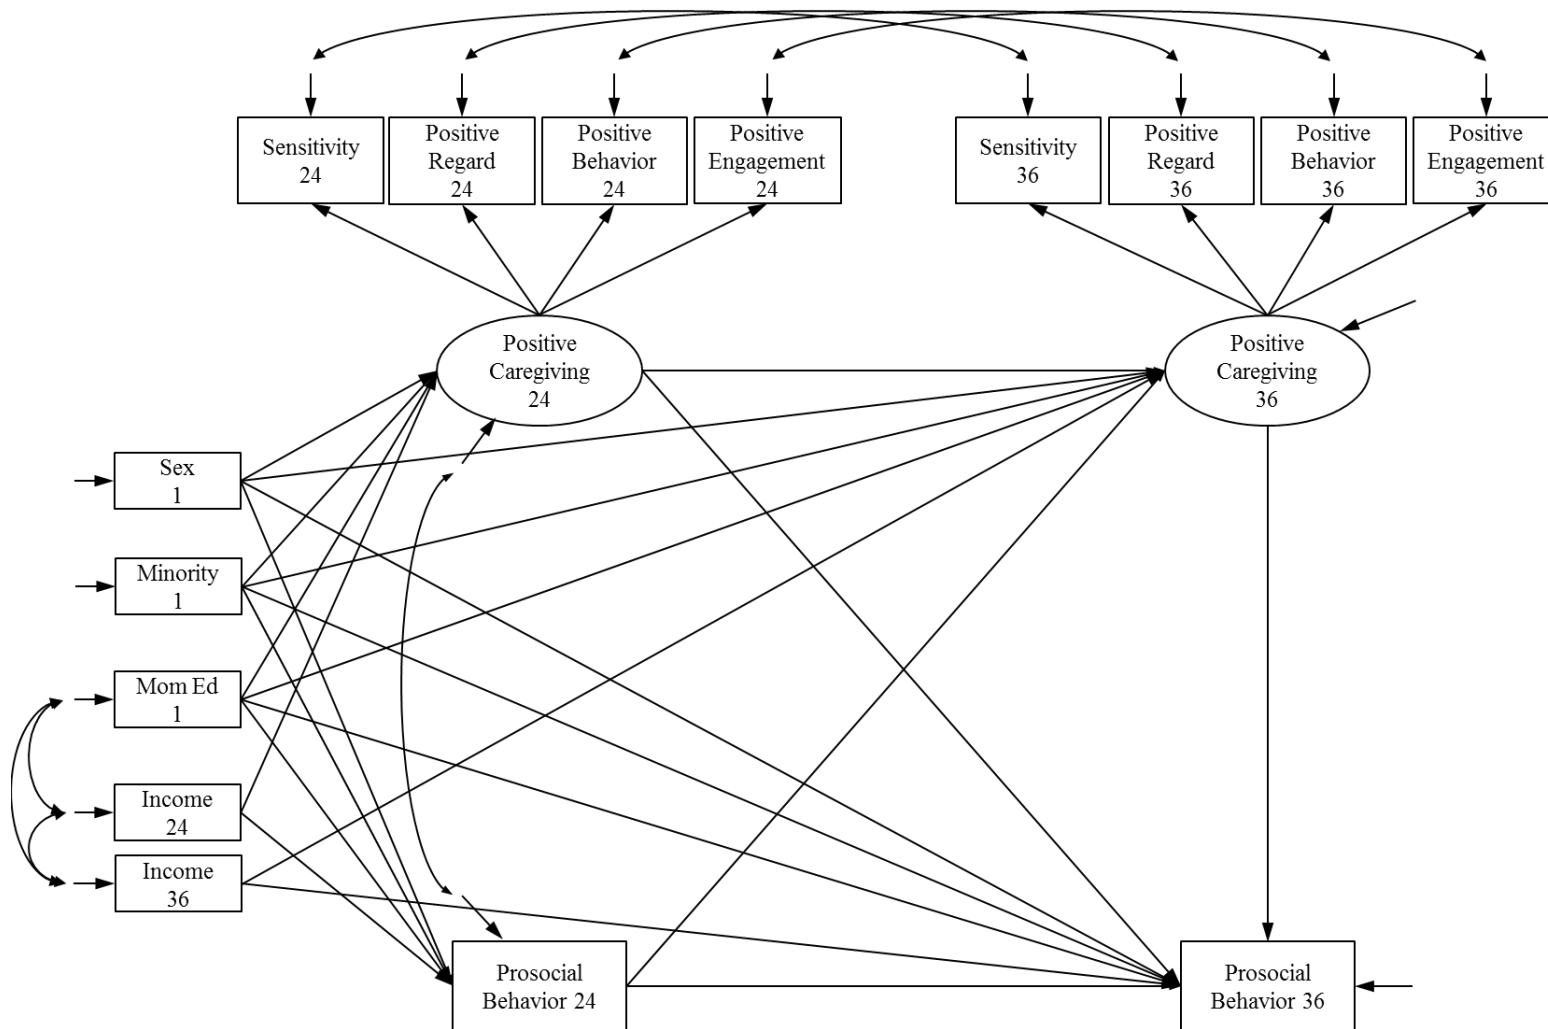 Sensitivity
24
Positive
Regard
24
Positive
Behavior
24
Positive
Engagement
24
Sensitivity
36
Positive
Regard
36
Positive
Behavior
36
Positive
Engagement
36
Positive
Caregiving
24
Positive
Caregiving
36
Sex
1
Minority
1
Mom Ed
1
Income
24
Income
36
Prosocial
Behavior 24
Prosocial
Behavior 36